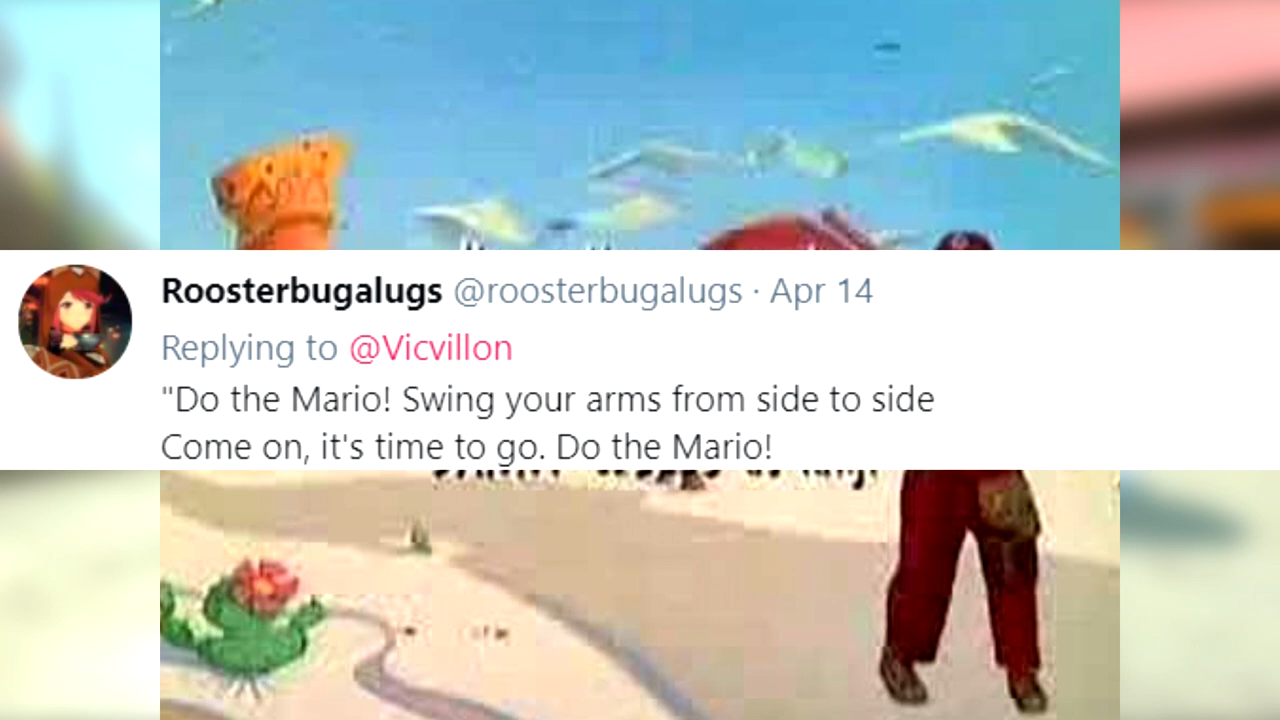 Roosterbugalugs @roosterbugalugs · Apr 14
Replying to @Vicvillon
"Do the Mario! Swing your arms from side to side
Come on, it's time to go. Do the Mario!